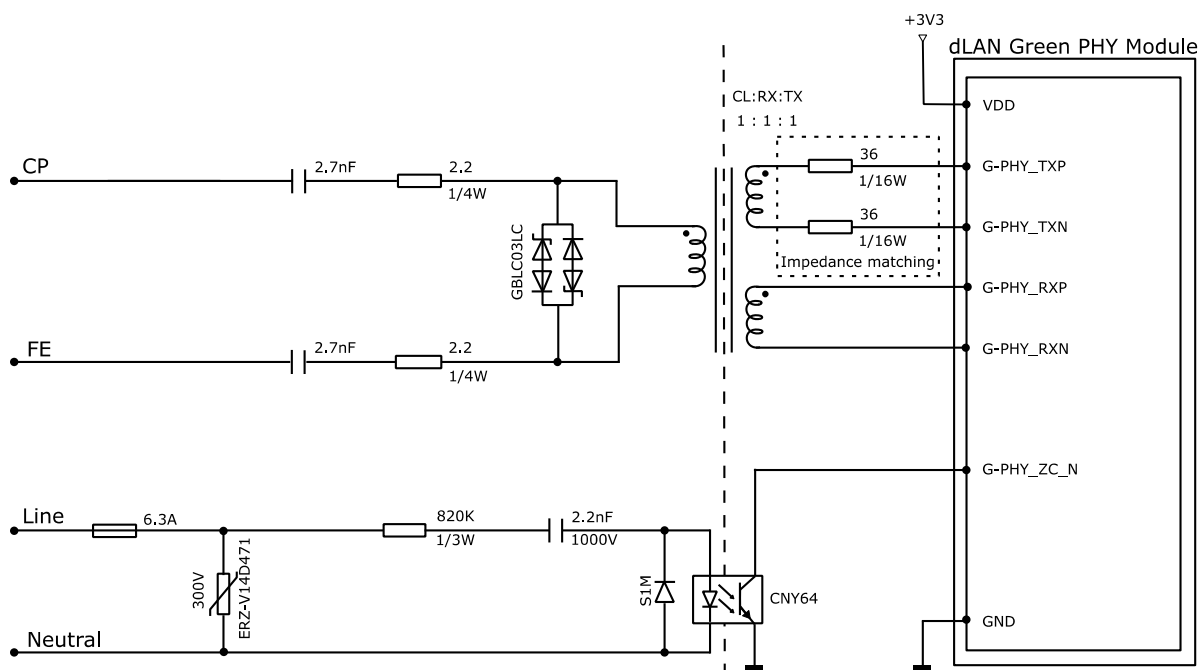 +3V3
dLAN Green PHY Module
VDD
CL:RX:TX
1 : 1 : 1
CP
2.7nF
2.2
1/4W
36
1/16W
G-PHY_TXP
36
1/16W
G-PHY_TXN
Impedance matching
GBLC03LC
G-PHY_RXP
FE
2.7nF
2.2
1/4W
G-PHY_RXN
G-PHY_ZC_N
Line
6.3A
820K
1/3W
2.2nF
1000V
300V
ERZ-V14D471
S1M
CNY64
GND
Neutral